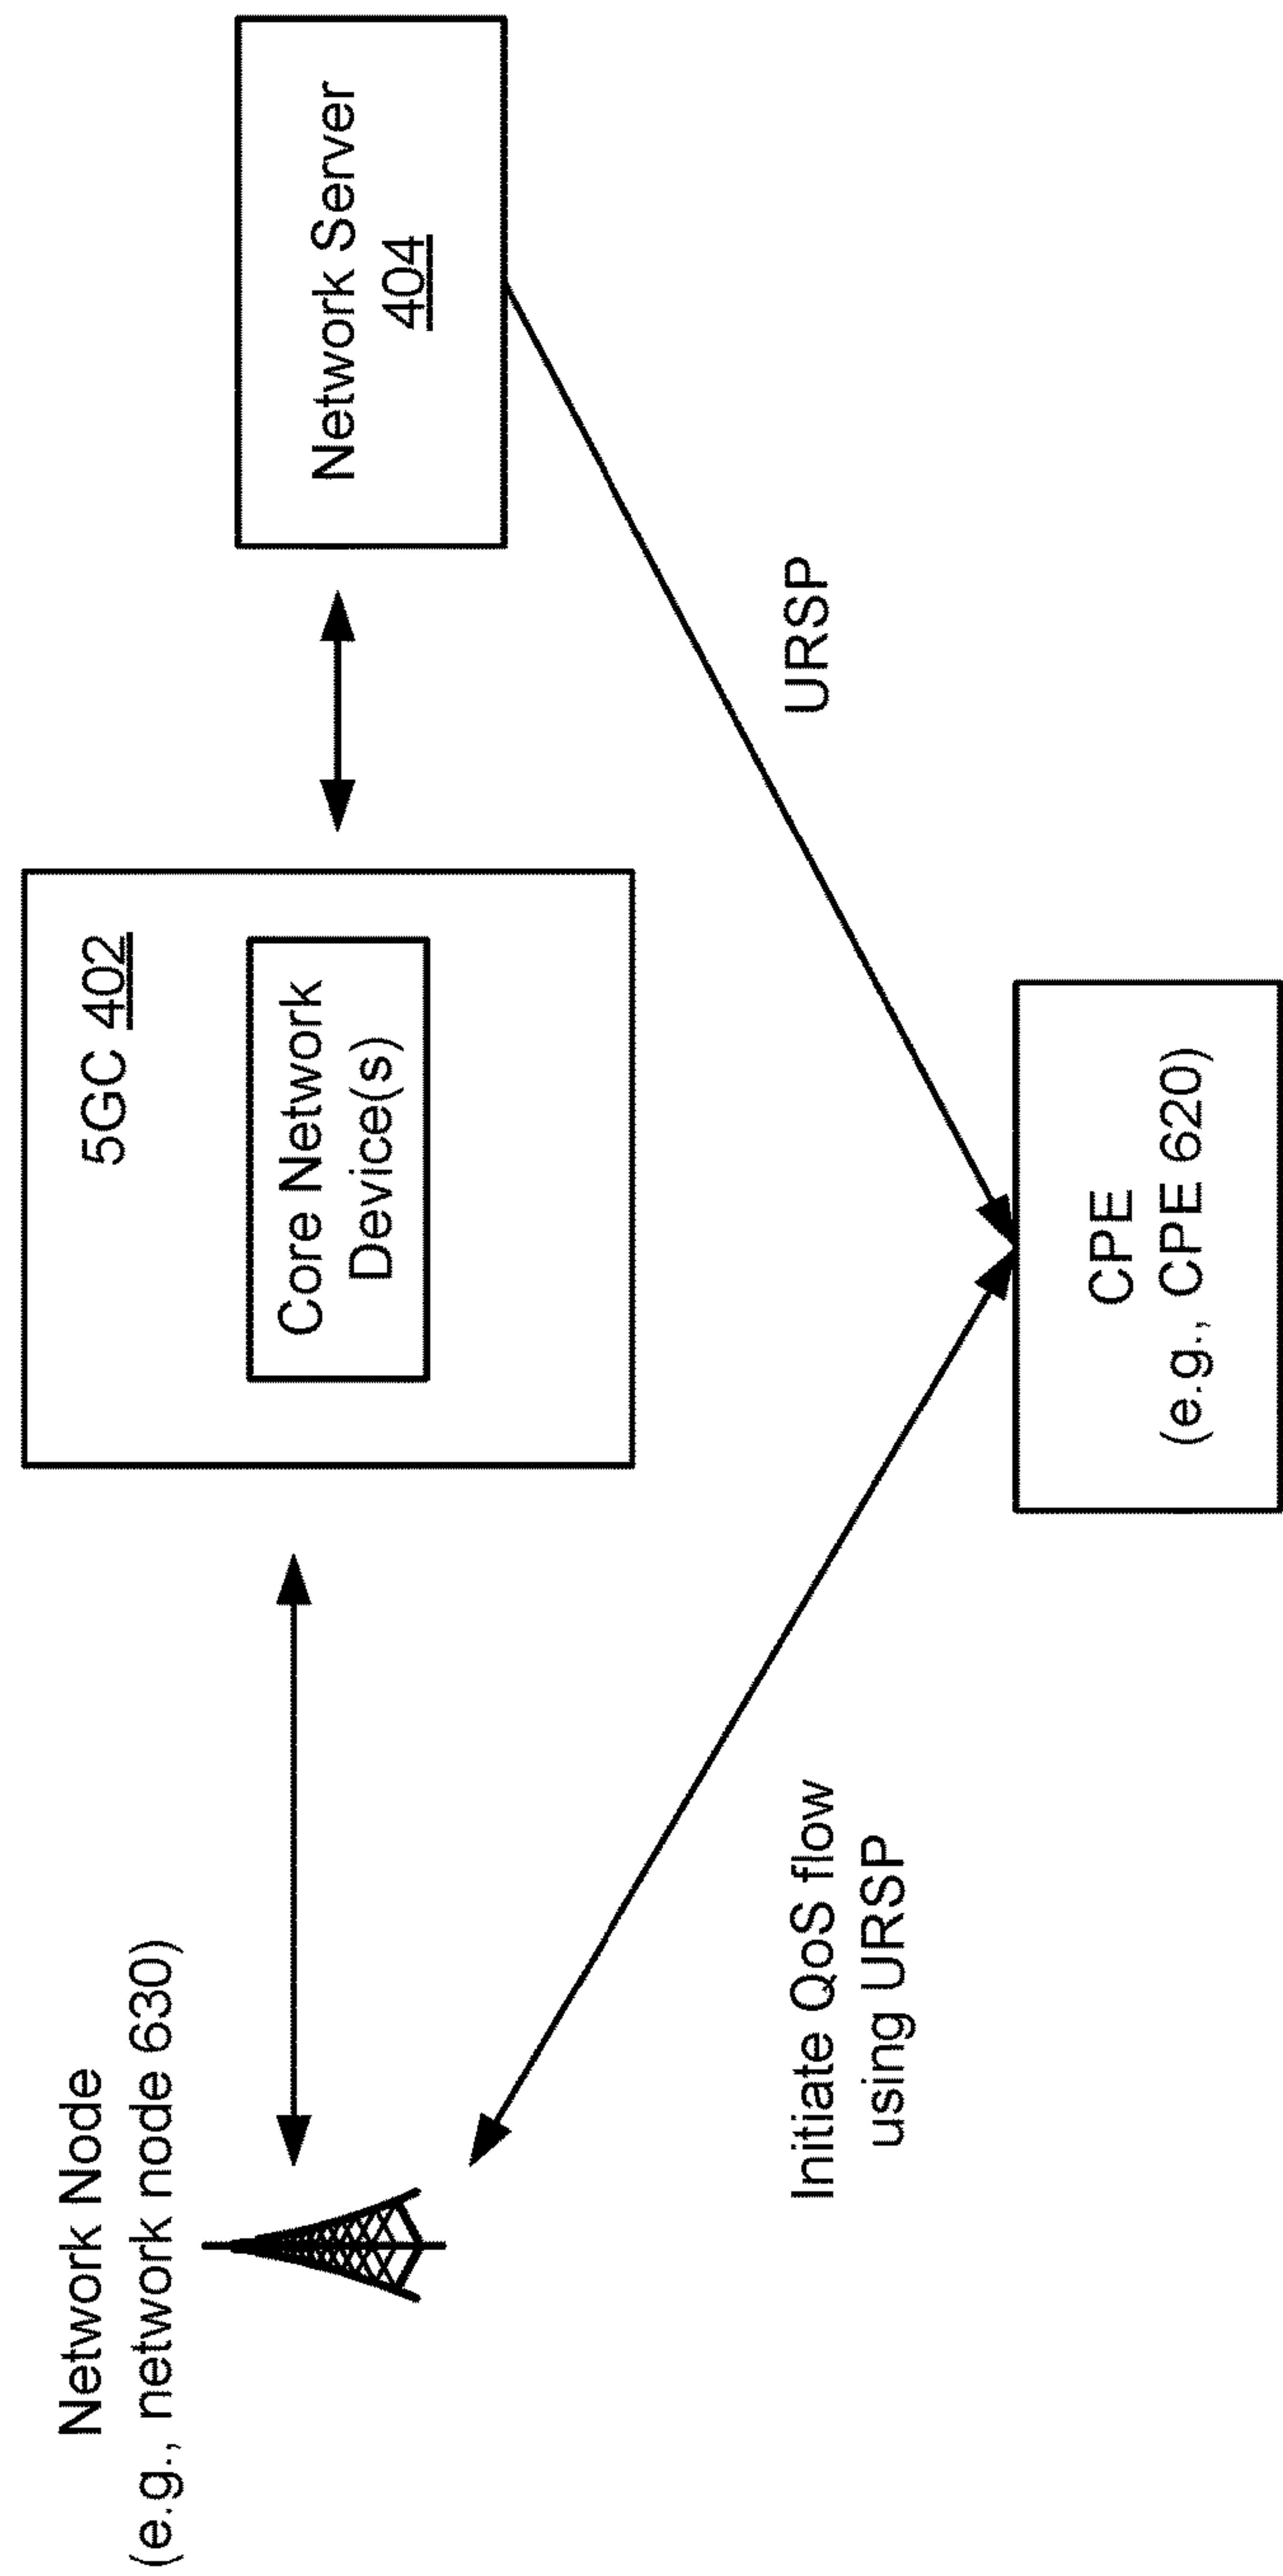 Network Node
(e.g., network node 630)
5GC 402
Core Network
Device(s)
Network Server
404
Initiate QoS flow
using URSP
URSP
CPE
(e.g., CPE 620)